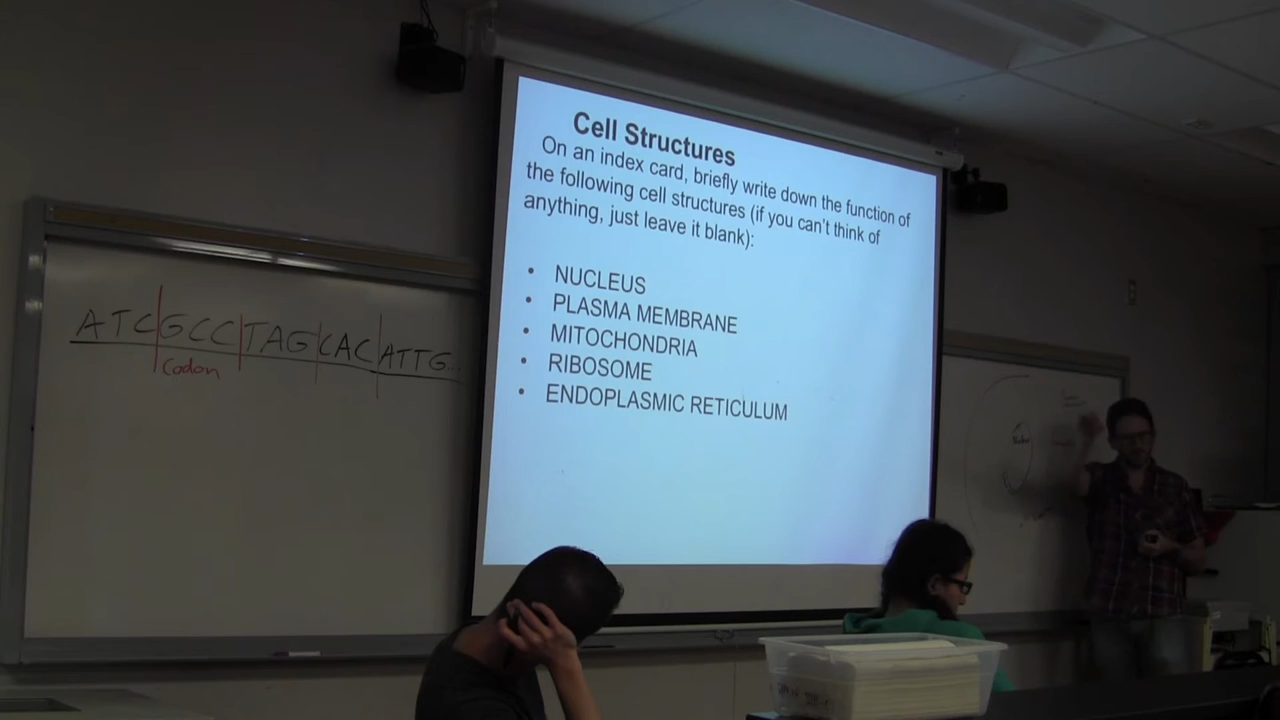 Cell Structures
On an index card, briefly write down the function of
the following cell structures (if you can't think of
anything, just leave it blank):
• NUCLEUS
• PLASMA MEMBRANE
• MITOCHONDRIA
• RIBOSOME
• ENDOPLASMIC RETICULUM
ATCGCCTAGCACATTG...
Codon